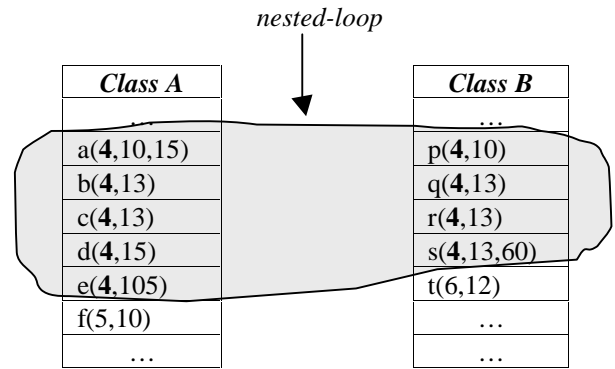 nested-loop
Class A
…
a(4,10,15)
b(4,13)
c(4,13)
d(4,15)
e(4,105)
f(5,10)
…
Class B
…
p(4,10)
q(4,13)
r(4,13)
s(4,13,60)
t(6,12)
…
…